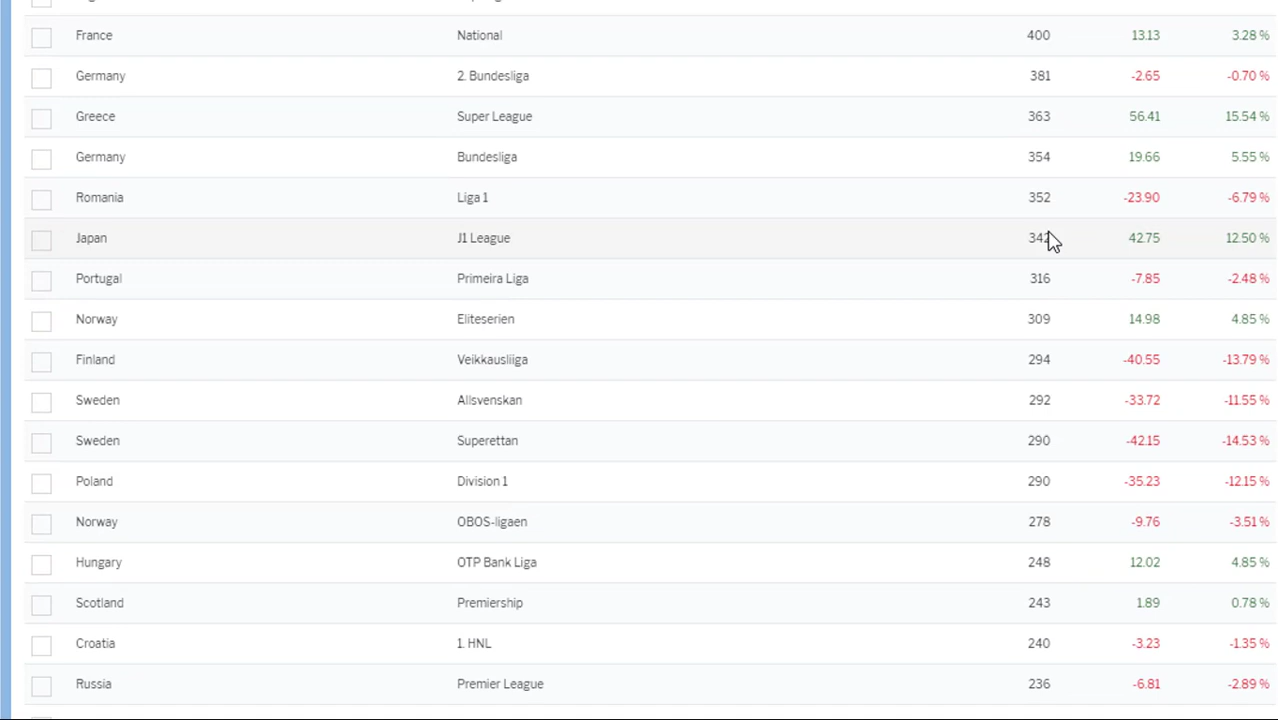 France National 400 13.13 3.28 %
Germany 2. Bundesliga 381 -2.65 -0.70 %
Greece Super League 363 56.41 15.54 %
Germany Bundesliga 354 19.66 5.55 %
Romania Liga 1 352 -23.90 -6.79 %
Japan J1 League 342 42.75 12.50 %
Portugal Primeira Liga 316 -7.85 -2.48 %
Norway Eliteserien 309 14.98 4.85 %
Finland Veikkausliiga 294 -40.55 -13.79 %
Sweden Allsvenskan 292 -33.72 -11.55 %
Sweden Superettan 290 -42.15 -14.53 %
Poland Division 1 290 -35.23 -12.15 %
Norway OBOS-ligaen 278 -9.76 -3.51 %
Hungary OTP Bank Liga 248 12.02 4.85 %
Scotland Premiership 243 1.89 0.78 %
Croatia 1. HNL 240 -3.23 -1.35 %
Russia Premier League 236 -6.81 -2.89 %